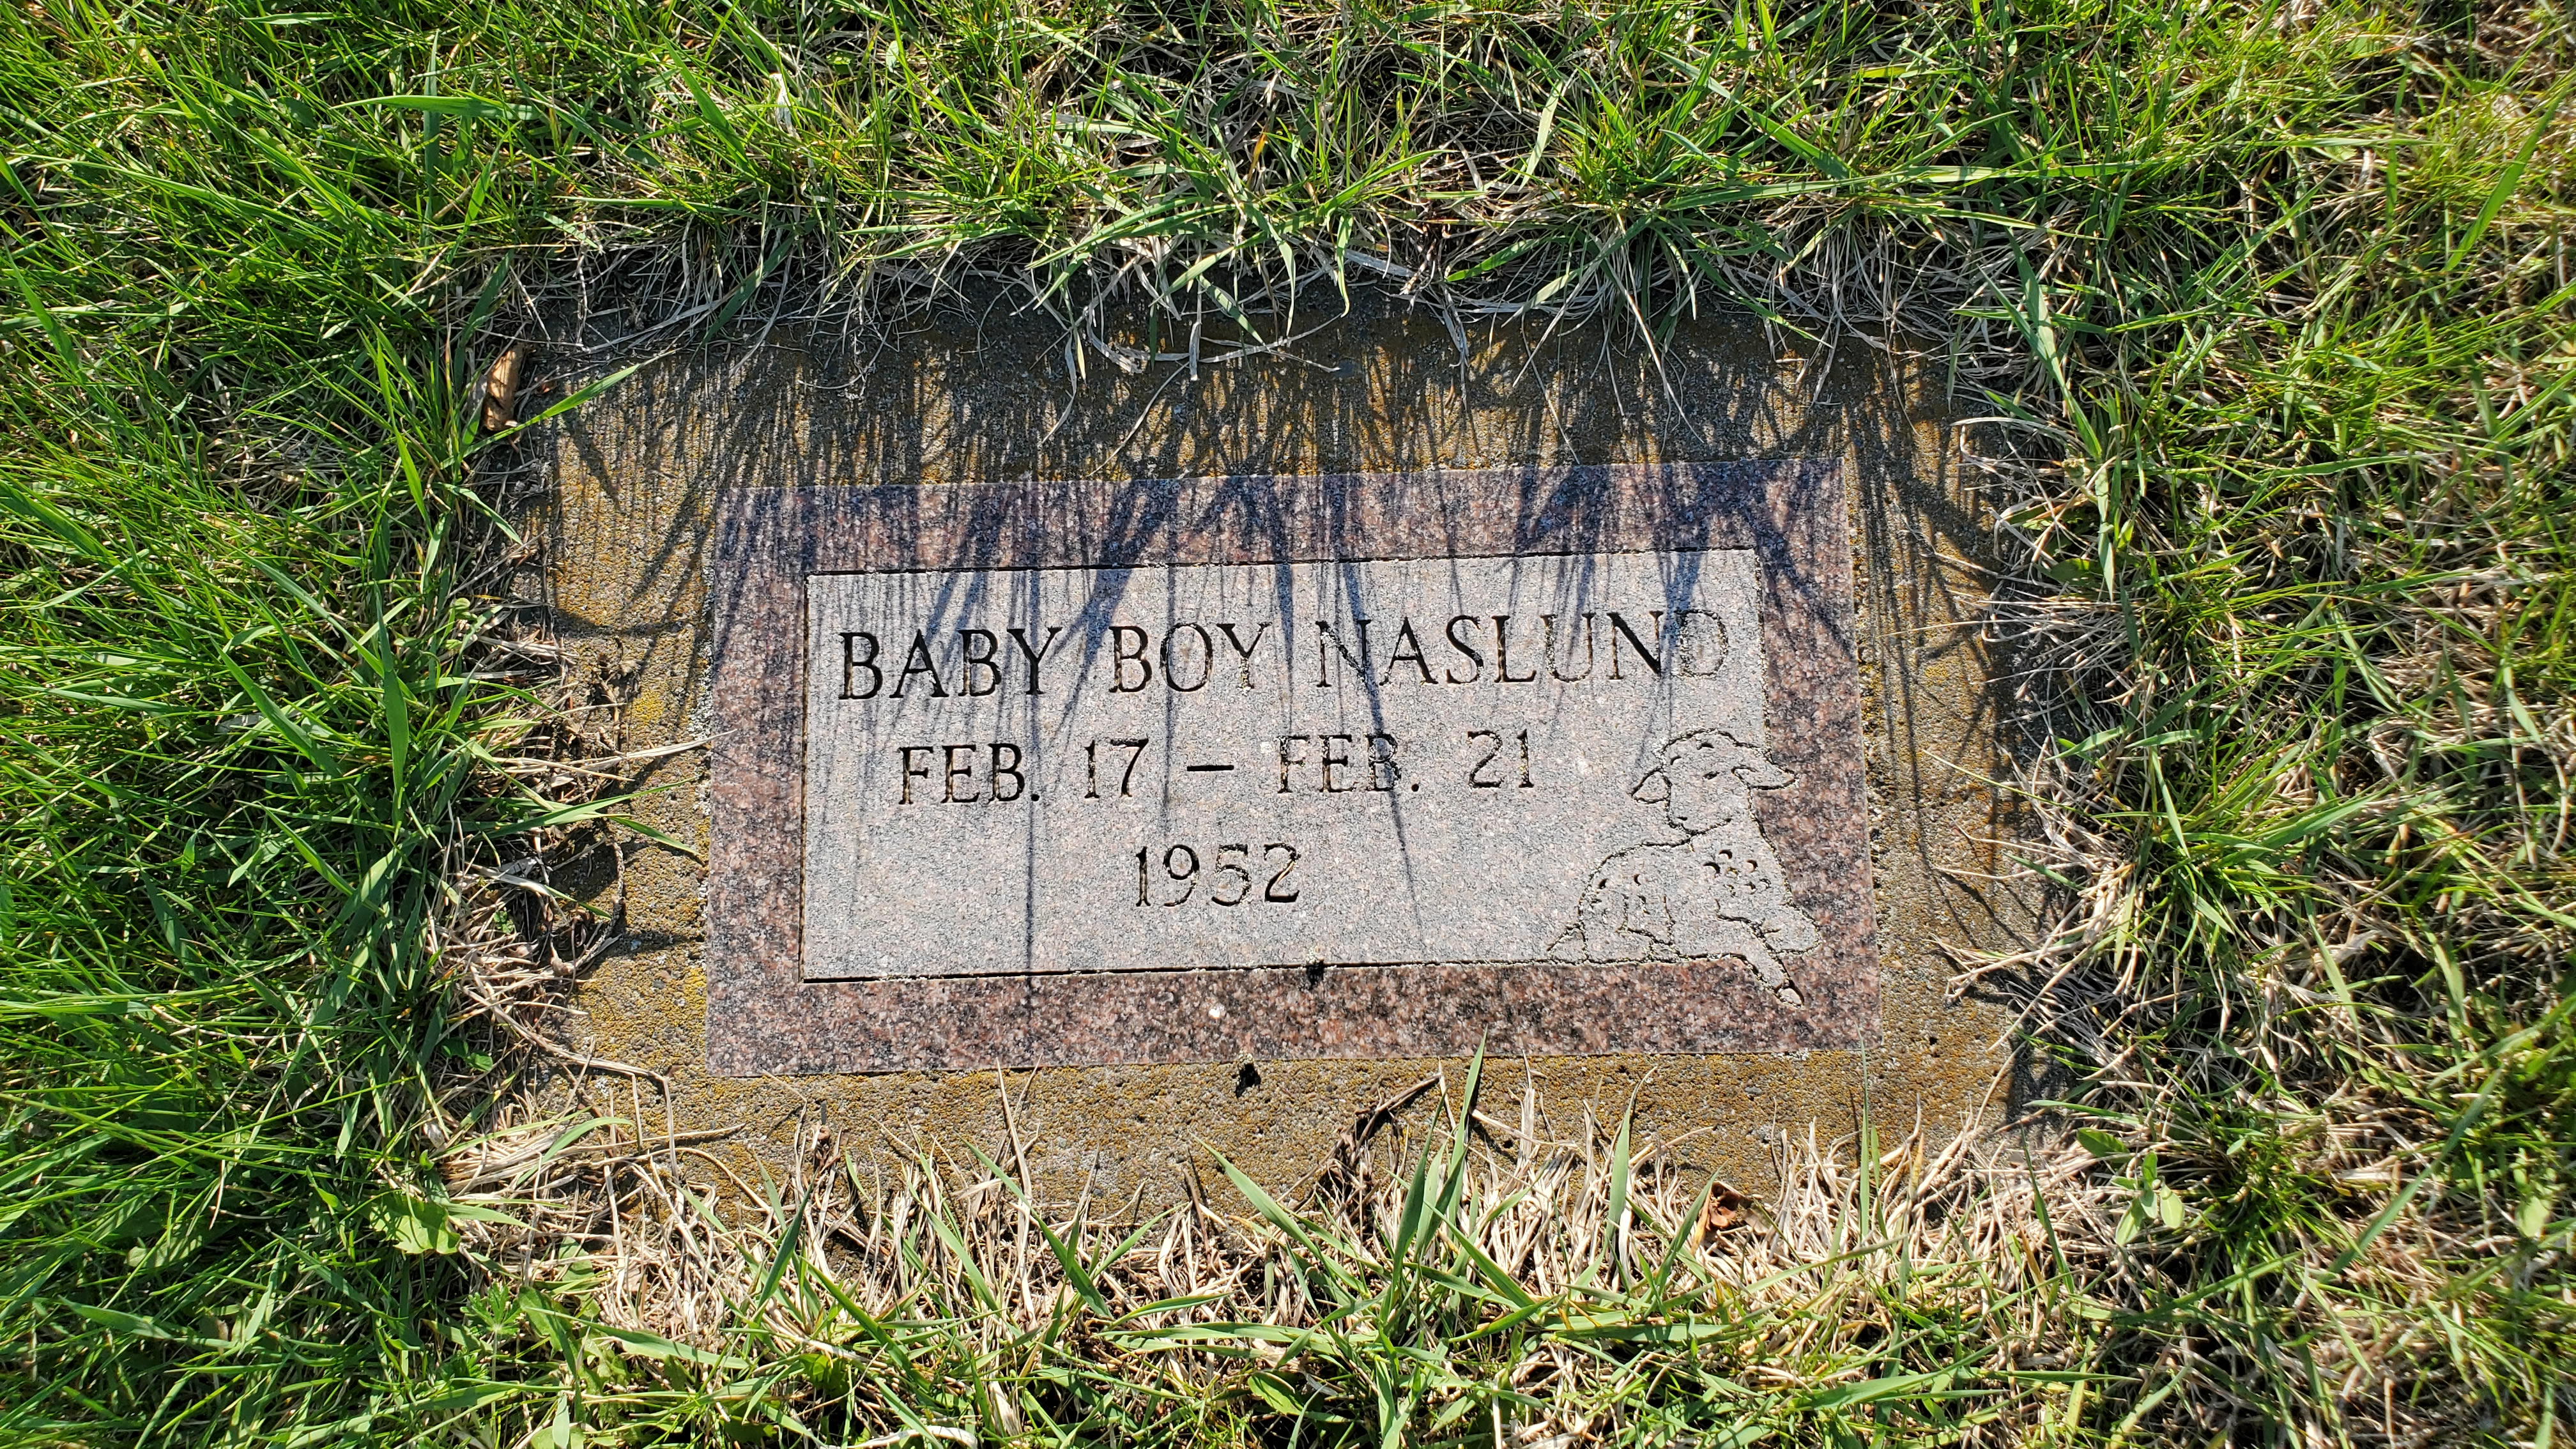 BABY BOY NASLUND
FEB. 17 — FEB. 21
1952